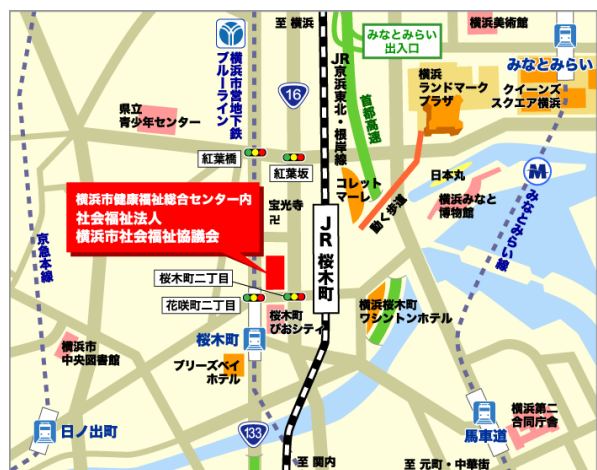 至 横浜
みなとみらい
出入口
横浜美術館
みなとみらい
横浜市営地下鉄
ブルーライン
16
JR
京浜東北・根岸線
首都高速
横浜
ランドマーク
プラザ
クイーンズ
スクエア横浜
県立
青少年センター
紅葉橋
紅葉坂
コレット
マーレ
日本丸
横浜みなと
博物館
M
みなとみらい線
動く歩道
横浜市健康福祉総合センター内
社会福祉法人
横浜市社会福祉協議会
宝光寺
卍
JR 桜木町
京急本線
桜木町二丁目
花咲町二丁目
桜木町
ぴおシティ
横浜桜木町
ワシントンホテル
桜木町
横浜市
中央図書館
ブリーズベイ
ホテル
日ノ出町
133
至 関内
馬車道
横浜第二
合同庁舎
至 元町・中華街